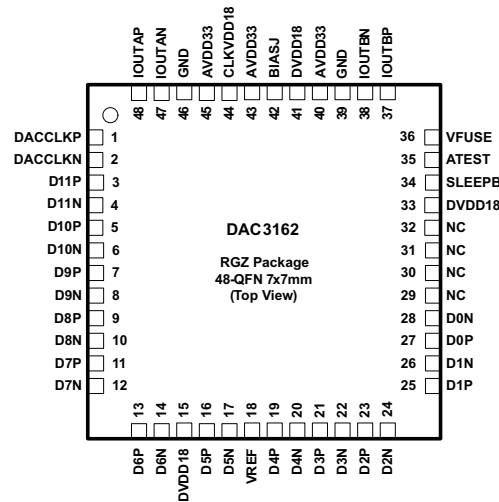 IOUTAP IOUTAN GND AVDD33 CLKVDD18 AVDD33 BIASJ DVDD18 AVDD33 GND IOUTBN IOUTBP
48 47 46 45 44 43 42 41 40 39 38 37
DACCLKP 1
DACCLKN 2
D11P 3
D11N 4
D10P 5
D10N 6
D9P 7
D9N 8
D8P 9
D8N 10
D7P 11
D7N 12
DAC3162
RGZ Package
48-QFN 7x7mm
(Top View)
36 VFUSE
35 ATEST
34 SLEEPB
33 DVDD18
32 NC
31 NC
30 NC
29 NC
28 D0N
27 D0P
26 D1N
25 D1P
13 14 15 16 17 18 19 20 21 22 23 24
D6P D6N DVDD18 D5P D5N VREF D4P D4N D3P D3N D2P D2N